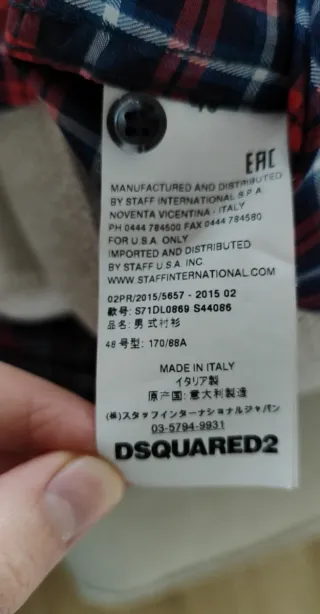 EAC
MANUFACTURED AND DISTRIBUTED
BY STAFF INTERNATIONAL S.P.A.
NOVENTA VICENTINA - ITALY
PH 0444 784600 FAX 0444 784580
FOR U.S.A. ONLY
IMPORTED AND DISTRIBUTED
BY STAFF U.S.A. INC.
WWW.STAFFINTERNATIONAL.COM
02PR/2015/5657 - 2015 02
款号: S71DL0869 S44086
品名: 男式衬衫
48 号型: 170/88A
MADE IN ITALY
イタリア製
原产国: 意大利製造
(株)スタッフインターナショナルジャパン
03-5794-9931
DSQUARED2